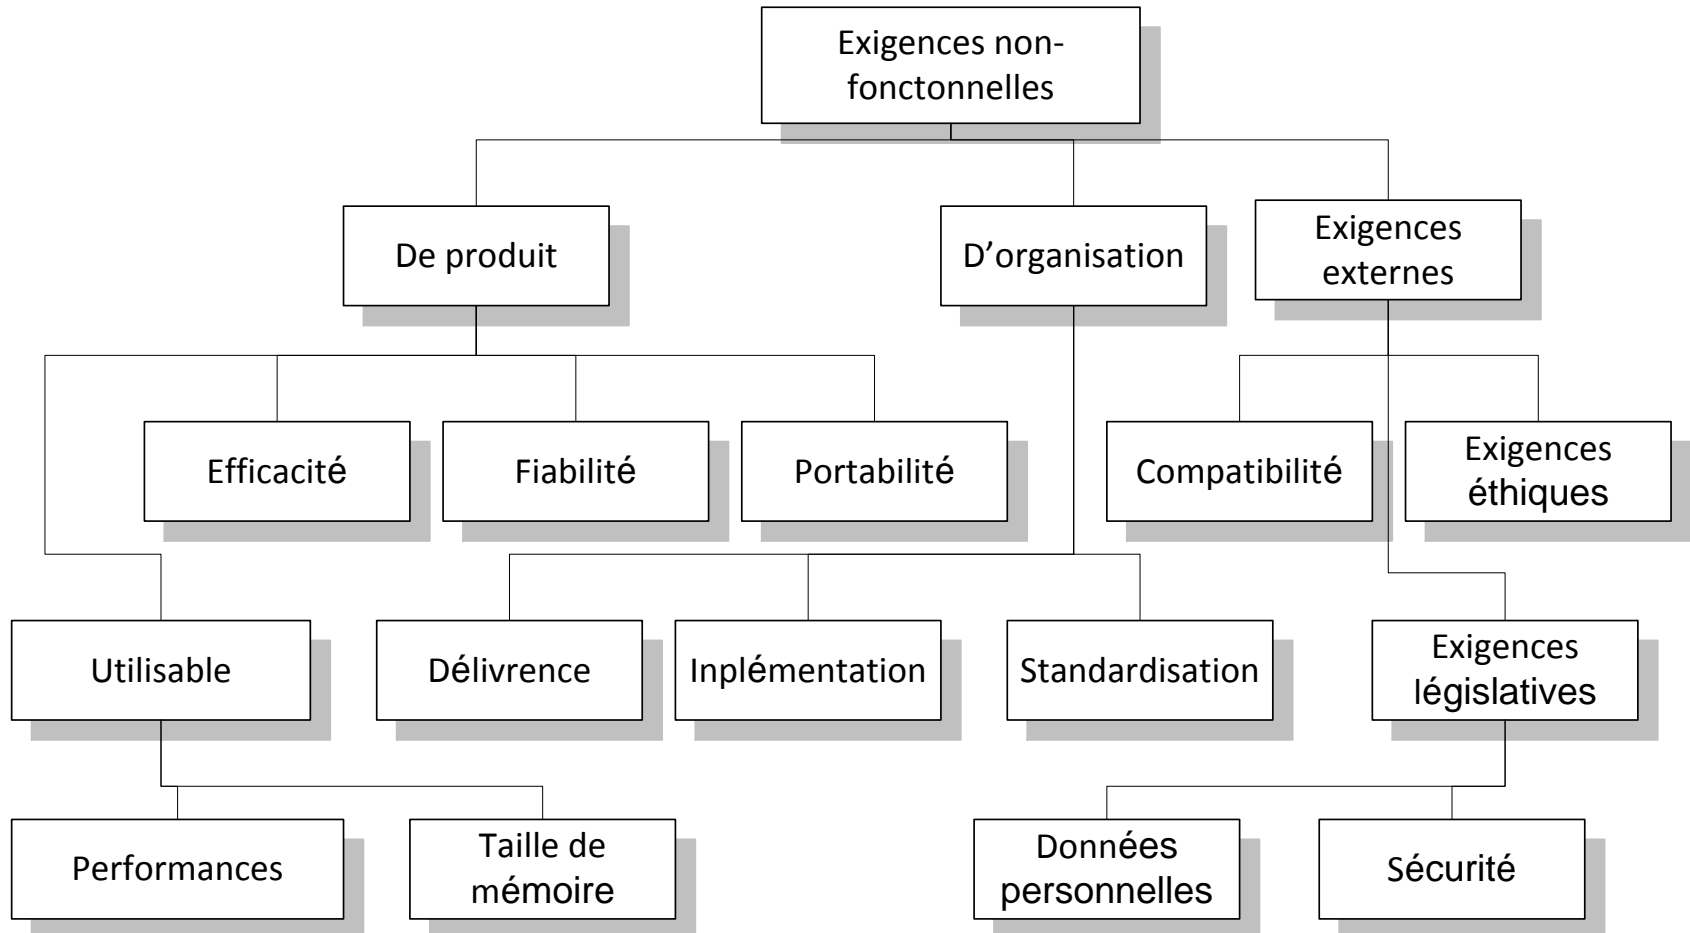 Exigences non-
fonctonnelles
De produit
D'organisation
Exigences
externes
Efficacité
Fiabilité
Portabilité
Compatibilité
Exigences
éthiques
Utilisable
Délivrence
Inplémentation
Standardisation
Exigences
législatives
Performances
Taille de
mémoire
Données
personnelles
Sécurité